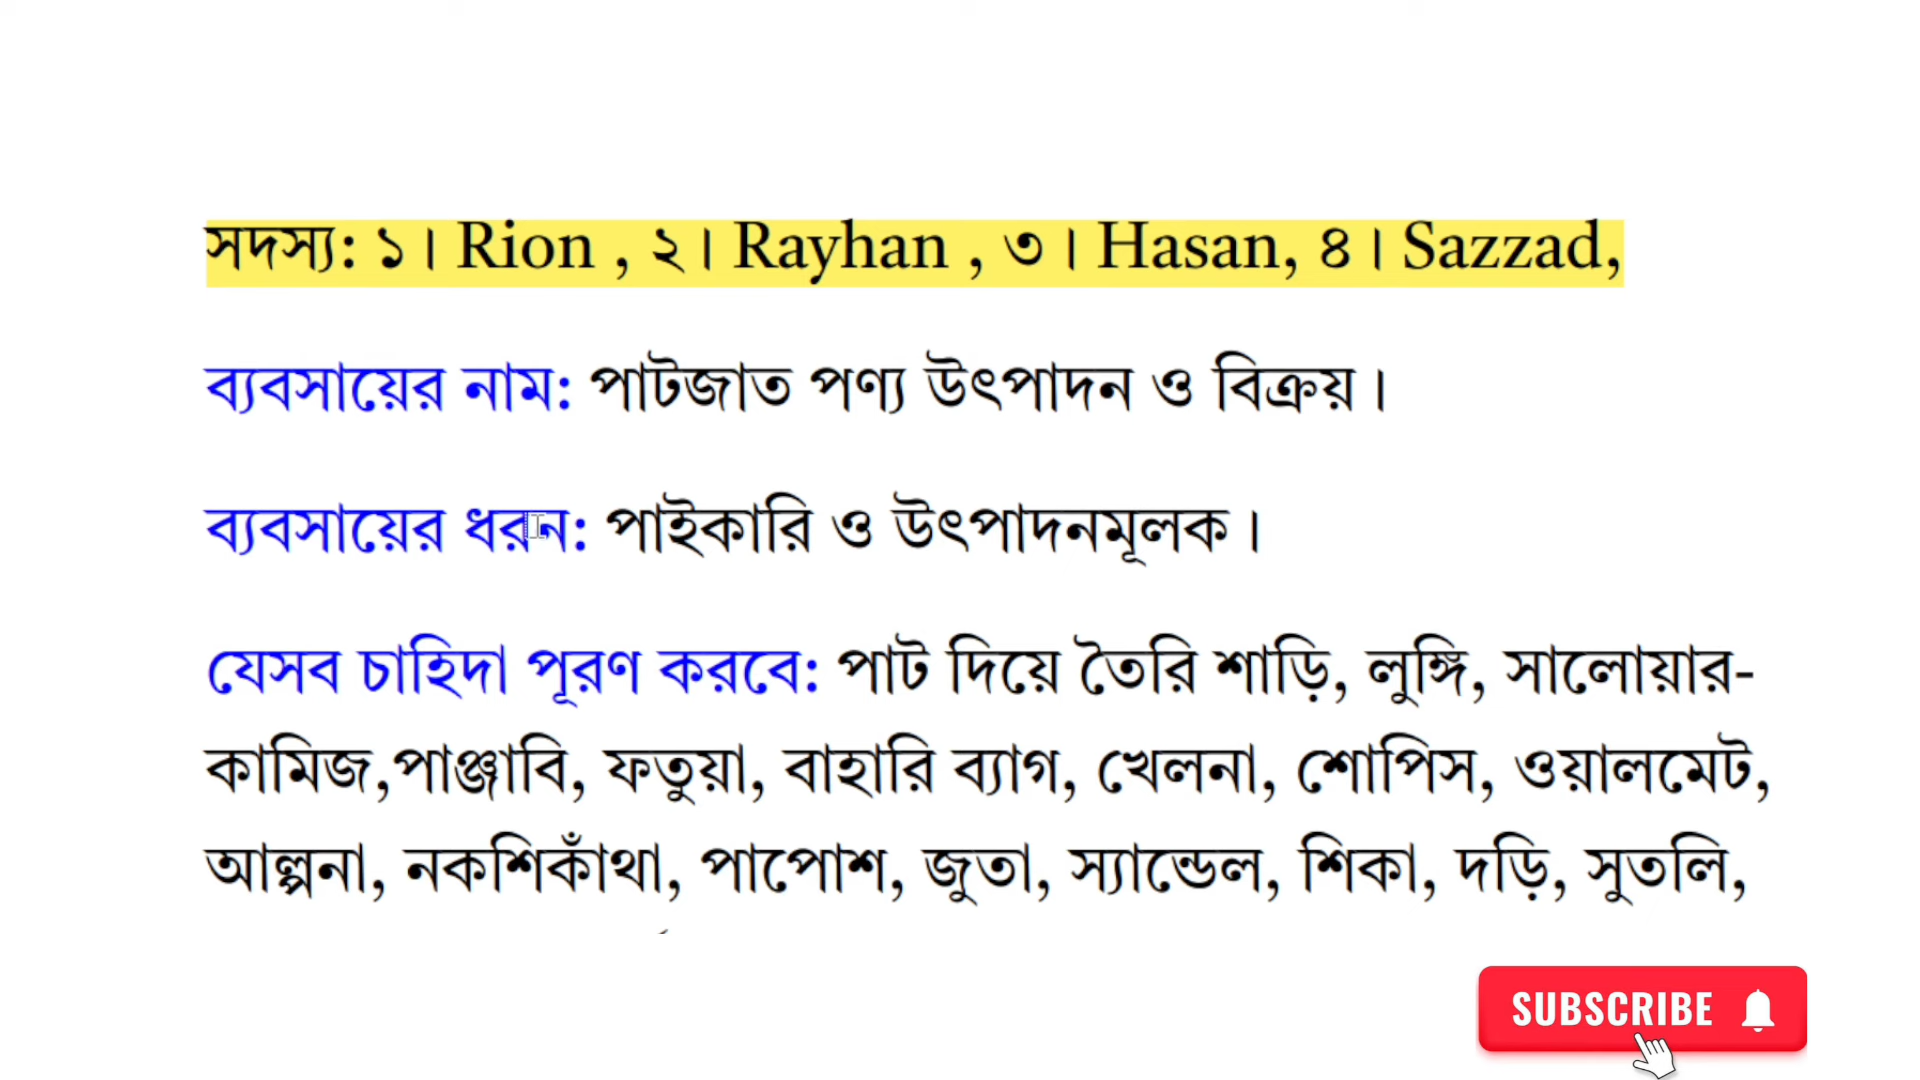 সদস্য: ১। Rion , ২। Rayhan , ৩। Hasan, ৪। Sazzad,
ব্যবসায়ের নাম: পাটজাত পণ্য উৎপাদন ও বিক্রয়।
ব্যবসায়ের ধরন: পাইকারি ও উৎপাদনমূলক।
যেসব চাহিদা পূরণ করবে: পাট দিয়ে তৈরি শাড়ি, লুঙ্গি, সালোয়ার-
কামিজ,পাঞ্জাবি, ফতুয়া, বাহারি ব্যাগ, খেলনা, শোপিস, ওয়ালমেট,
আল্পনা, নকশিকাঁথা, পাপোশ, জুতা, স্যান্ডেল, শিকা, দড়ি, সুতলি,
SUBSCRIBE